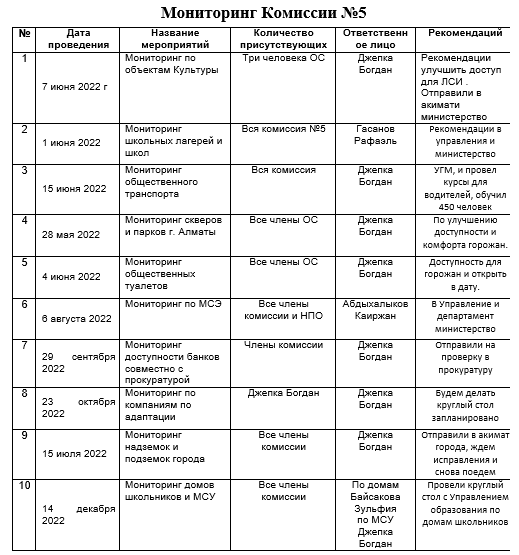 Мониторинг Комиссии №5
№ Дата проведения Название мероприятий Количество присутствующих Ответственное лицо Рекомендаций
1 7 июня 2022 г Мониторинг по объектам Культуры Три человека ОС Джепка Богдан Рекомендации улучшить доступ для ЛСИ . Отправили в акимати министерство
2 1 июня 2022 Мониторинг школьных лагерей и школ Вся комиссия №5 Гасанов Рафаэль Рекомендации в управления и министерство
3 15 июня 2022 Мониторинг общественного транспорта Вся комиссия Джепка Богдан УГМ, и провел курсы для водителей, обучил 450 человек
4 28 мая 2022 Мониторинг скверов и парков г. Алматы Все члены ОС Джепка Богдан По улучшению доступности и комфорта горожан.
5 4 июня 2022 Мониторинг общественных туалетов Все члены ОС Джепка Богдан Доступность для горожан и открыть в дату.
6 6 августа 2022 Мониторинг по МСЭ Все члены комиссии и НПО Абдыхалыков Каиржан В Управление и департамент министерство
7 29 сентября 2022 Мониторинг доступности банков совместно с прокуратурой Члены комиссии Джепка Богдан Отправили на проверку в прокуратуру
8 23 октября 2022 Мониторинг по компаниям по адаптации Джепка Богдан Джепка Богдан Будем делать круглый стол запланировано
9 15 июля 2022 Мониторинг надземок и подземок города Все члены комиссии Джепка Богдан Отправили в акимат города, ждем исправления и снова поедем
10 14 декабря 2022 Мониторинг домов школьники и МСУ Все члены комиссии По домам Байсакова Зульфия по МСУ Джепка Богдан Провели круглый стол с Управлением образования по домам школьников